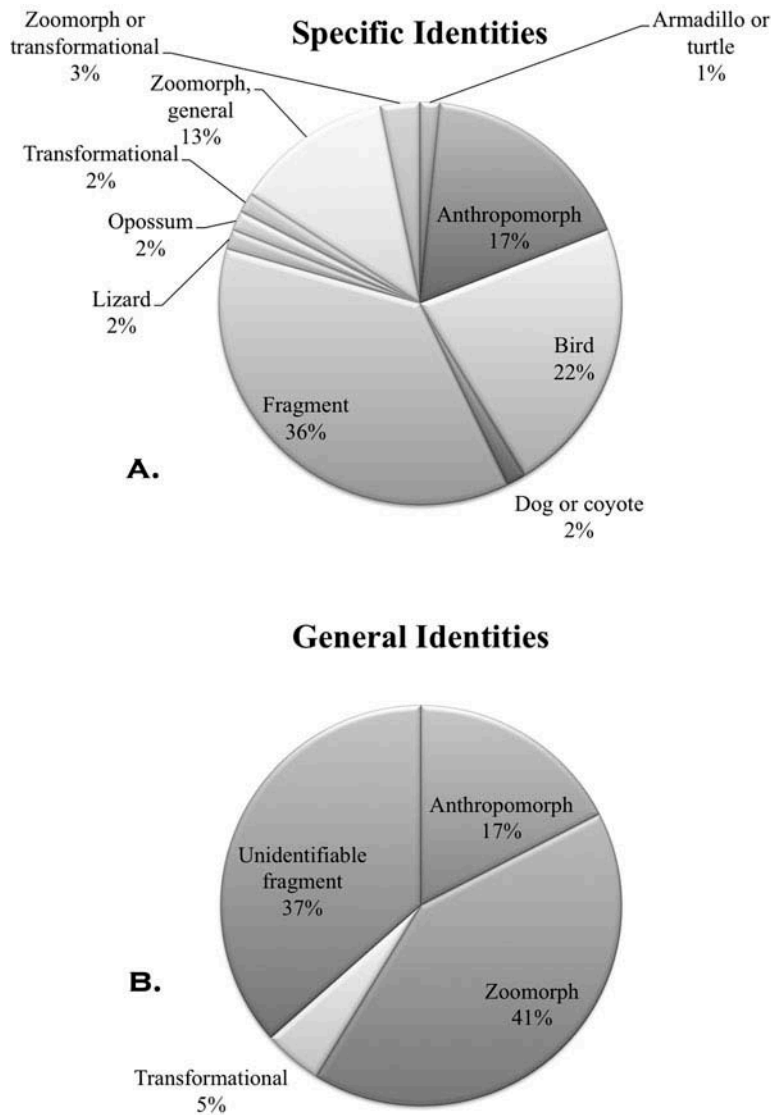 Specific Identities
Zoomorph or
transformational
3%
Armadillo or
turtle
1%
Zoomorph,
general
13%
Transformational
2%
Opossum
2%
Lizard
2%
Anthropomorph
17%
Bird
22%
Fragment
36%
Dog or coyote
2%
A.
General Identities
Anthropomorph
17%
Unidentifiable
fragment
37%
Zoomorph
41%
Transformational
5%
B.